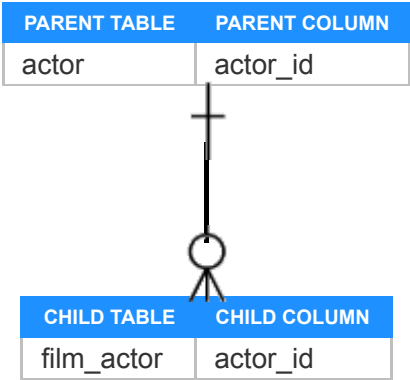 PARENT TABLE PARENT COLUMN
actor actor_id
CHILD TABLE CHILD COLUMN
film_actor actor_id